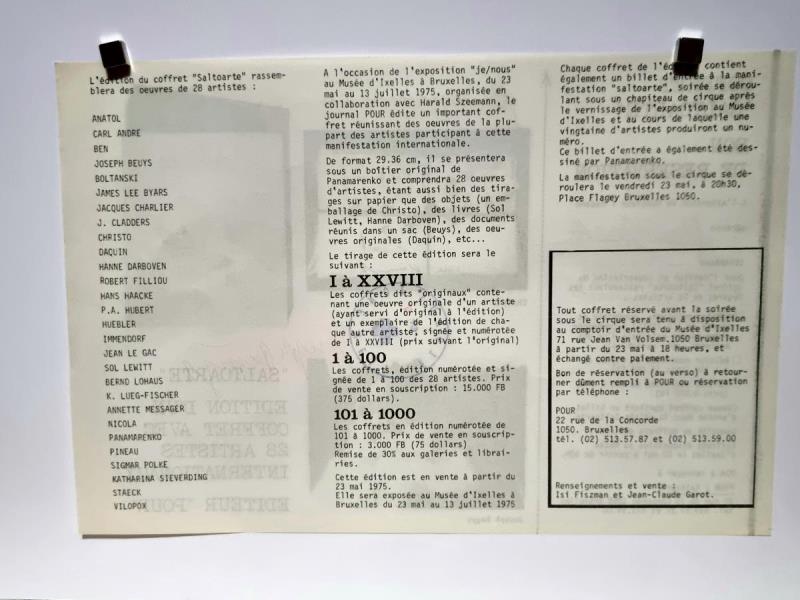 L'édition du coffret "Saltoarte" rassem-
blera des oeuvres de 28 artistes :
ANATOL
CARL ANDRE
BEN
JOSEPH BEUYS
BOLTANSKI
JAMES LEE BYARS
JACQUES CHARLIER
J. CLADDERS
CHRISTO
DAQUIN
HANNE DARBOVEN
ROBERT FILLIOU
HANS HAACKE
P.A. HUBERT
HUEBLER
IMMENDORF
JEAN LE GAC
SOL LEWITT
BERND LOHAUS
K. LUEG-FISCHER
ANNETTE MESSAGER
NICOLA
PANAMARENKO
PINEAU
SIGMAR POLKE
KATHARINA SIEVERDING
STAECK
VILOPOX
A l'occasion de l'exposition "je/nous"
au Musée d'Ixelles à Bruxelles, du 23
mai au 13 juillet 1975, organisée en
collaboration avec Harald Szeemann, le
journal POUR édite un important cof-
fret réunissant des oeuvres de la plu-
part des artistes participant à cette
manifestation internationale.
De format 29.36 cm, il se présentera
sous un boîtier original de
Panamarenko et comprendra 28 oeuvres
d'artistes, étant aussi bien des tira-
ges sur papier que des objets (un em-
ballage de Christo), des livres (Sol
Lewitt, Hanne Darboven), des documents
réunis dans un sac (Beuys), des oeu-
vres originales (Daquin), etc...
Le tirage de cette édition sera le
suivant :
I à XXVIII
Les coffrets dits "originaux" conte-
nant une oeuvre originale d'un artiste
(ayant servi d'original à l'édition)
et un exemplaire de l'édition de cha-
que autre artiste, signée et numérotée
de I à XXVIII (prix suivant l'original)
1 à 100
Les coffrets, édition numérotée et si-
gnée de 1 à 100 des 28 artistes. Prix
de vente en souscription : 15.000 FB
(375 dollars).
101 à 1000
Les coffrets en édition numérotée de
101 à 1000. Prix de vente en souscrip-
tion : 3.000 FB (75 dollars)
Remise de 30% aux galeries et librai-
ries.
Cette édition est en vente à partir du
23 mai 1975.
Elle sera exposée au Musée d'Ixelles à
Bruxelles du 23 mai au 13 juillet 1975
Chaque coffret de l'édition contient
également un billet d'entrée à la mani-
festation "saltoarte", soirée se dérou-
lant sous un chapiteau de cirque après
le vernissage de l'exposition au Musée
d'Ixelles et au cours de laquelle une
vingtaine d'artistes produiront un nu-
méro.
Ce billet d'entrée a également été des-
siné par Panamarenko.
La manifestation sous le cirque se dé-
roulera le vendredi 23 mai, à 20h30,
Place Flagey Bruxelles 1050.
Tout coffret réservé avant la soirée
sous le cirque sera tenu à disposition
au comptoir d'entrée du Musée d'Ixelles
71 rue Jean Van Volsem.1050 Bruxelles
à partir du 23 mai à 18 heures, et
échangé contre paiement.
Bon de réservation (au verso) à retour-
ner dûment rempli à POUR ou réservation
par téléphone :
POUR
22 rue de la Concorde
1050. Bruxelles
tél. (02) 513.57.87 et (02) 513.59.00
Renseignements et vente :
Isi Fiszman et Jean-Claude Garot.
SALTOARTE"
28 ARTISTES
EDITEUR "POUR"